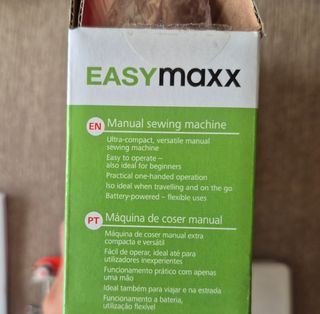 EASYmaxx
EN Manual sewing machine
Ultra-compact, versatile manual
sewing machine
Easy to operate –
also ideal for beginners
Practical one-handed operation
Iso ideal when travelling and on the go
Battery-powered – flexible uses
PT Máquina de coser manual
Máquina de coser manual extra
compacta e versátil
Fácil de operar, ideal até para
utilizadores inexperientes
Funcionamento prático com apenas
uma mão
Ideal também para viajar e na estrada
Funcionamento a bateria,
utilização flexível